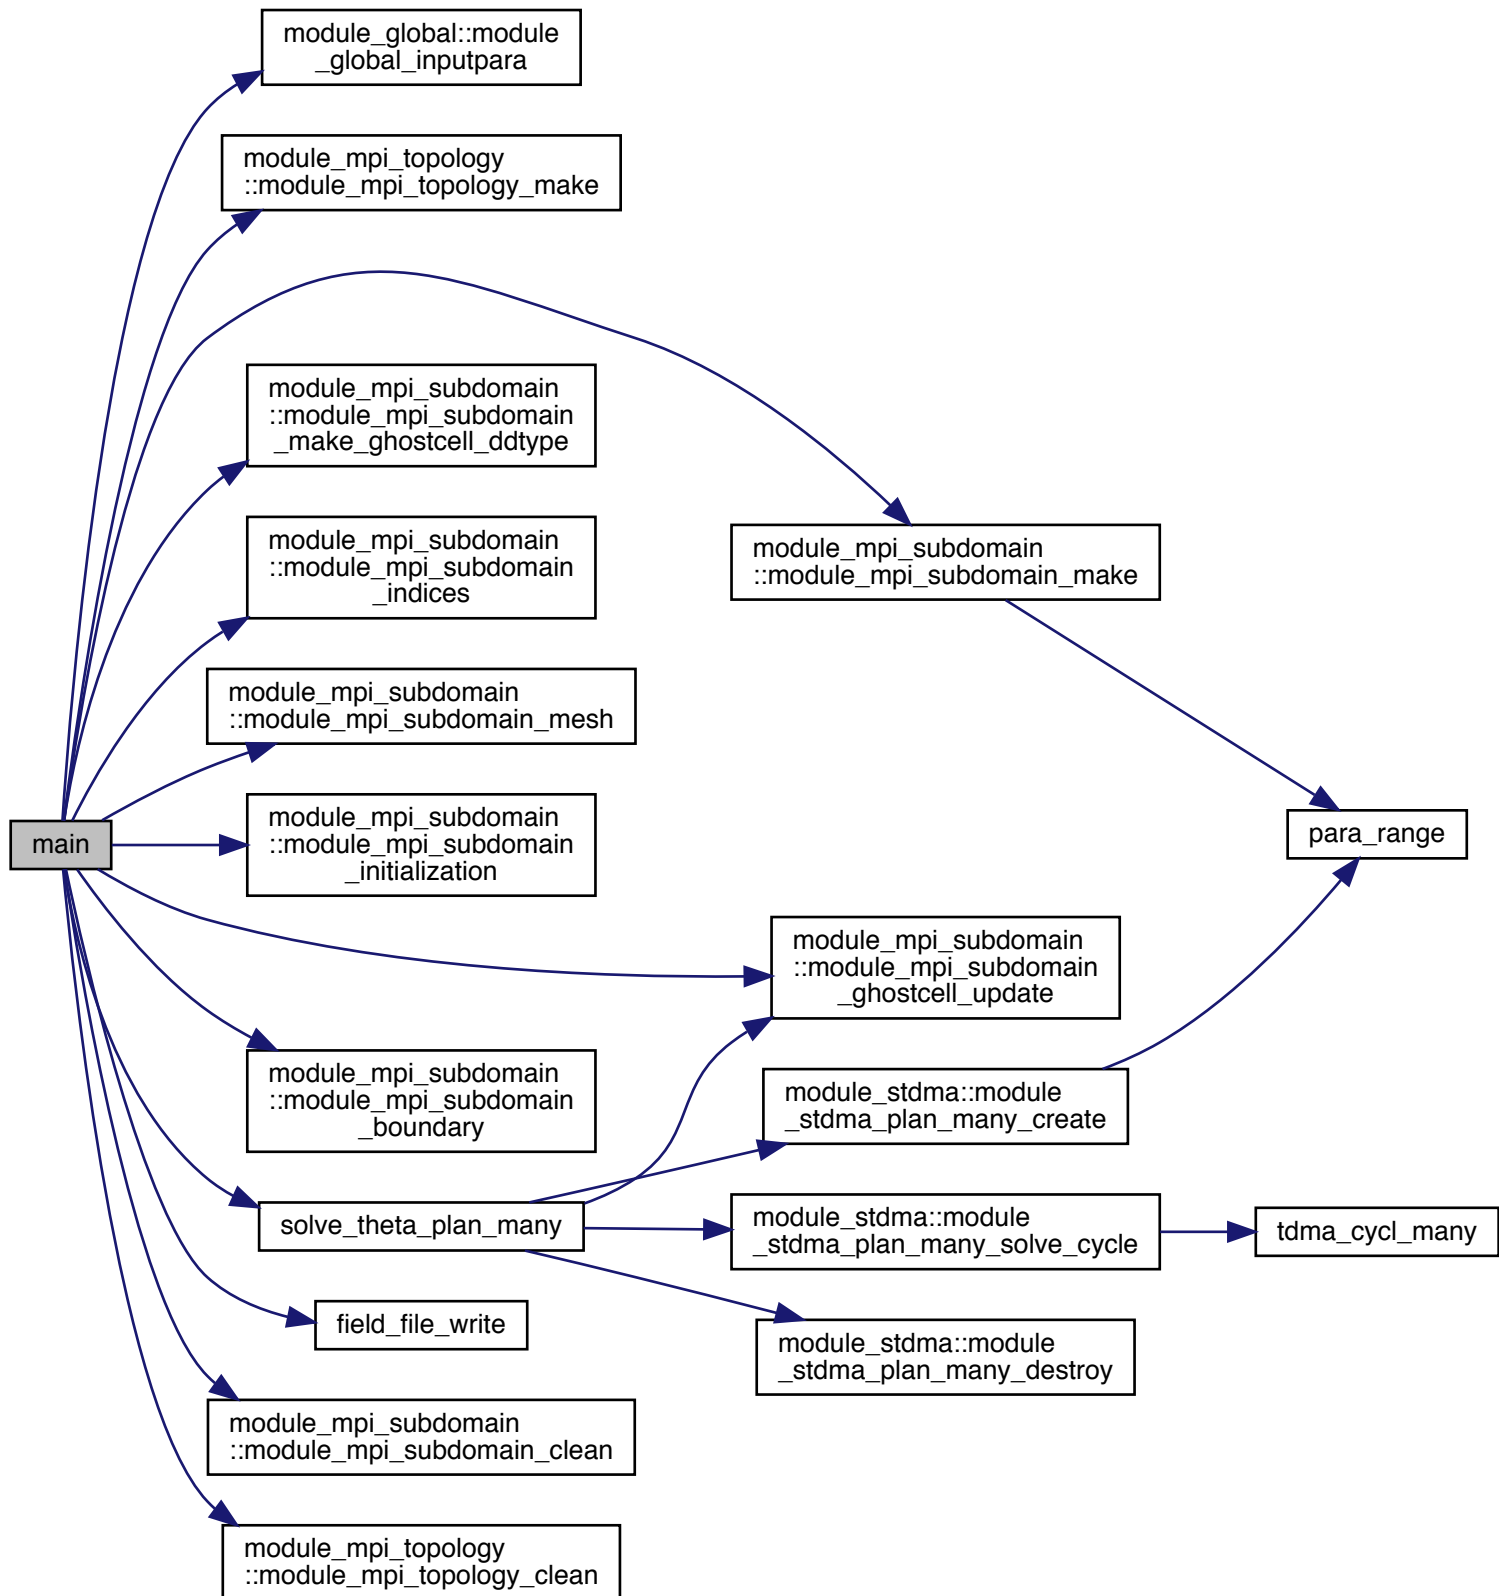 module_global::module
_global_inputpara
module_mpi_topology
::module_mpi_topology_make
module_mpi_subdomain
::module_mpi_subdomain
_make_ghostcell_ddtype
module_mpi_subdomain
::module_mpi_subdomain
_indices
module_mpi_subdomain
::module_mpi_subdomain_make
module_mpi_subdomain
::module_mpi_subdomain_mesh
main
module_mpi_subdomain
::module_mpi_subdomain
_initialization
para_range
module_mpi_subdomain
::module_mpi_subdomain
_ghostcell_update
module_mpi_subdomain
::module_mpi_subdomain
_boundary
module_stdma::module
_stdma_plan_many_create
solve_theta_plan_many
module_stdma::module
_stdma_plan_many_solve_cycle
tdma_cycl_many
field_file_write
module_stdma::module
_stdma_plan_many_destroy
module_mpi_subdomain
::module_mpi_subdomain_clean
module_mpi_topology
::module_mpi_topology_clean